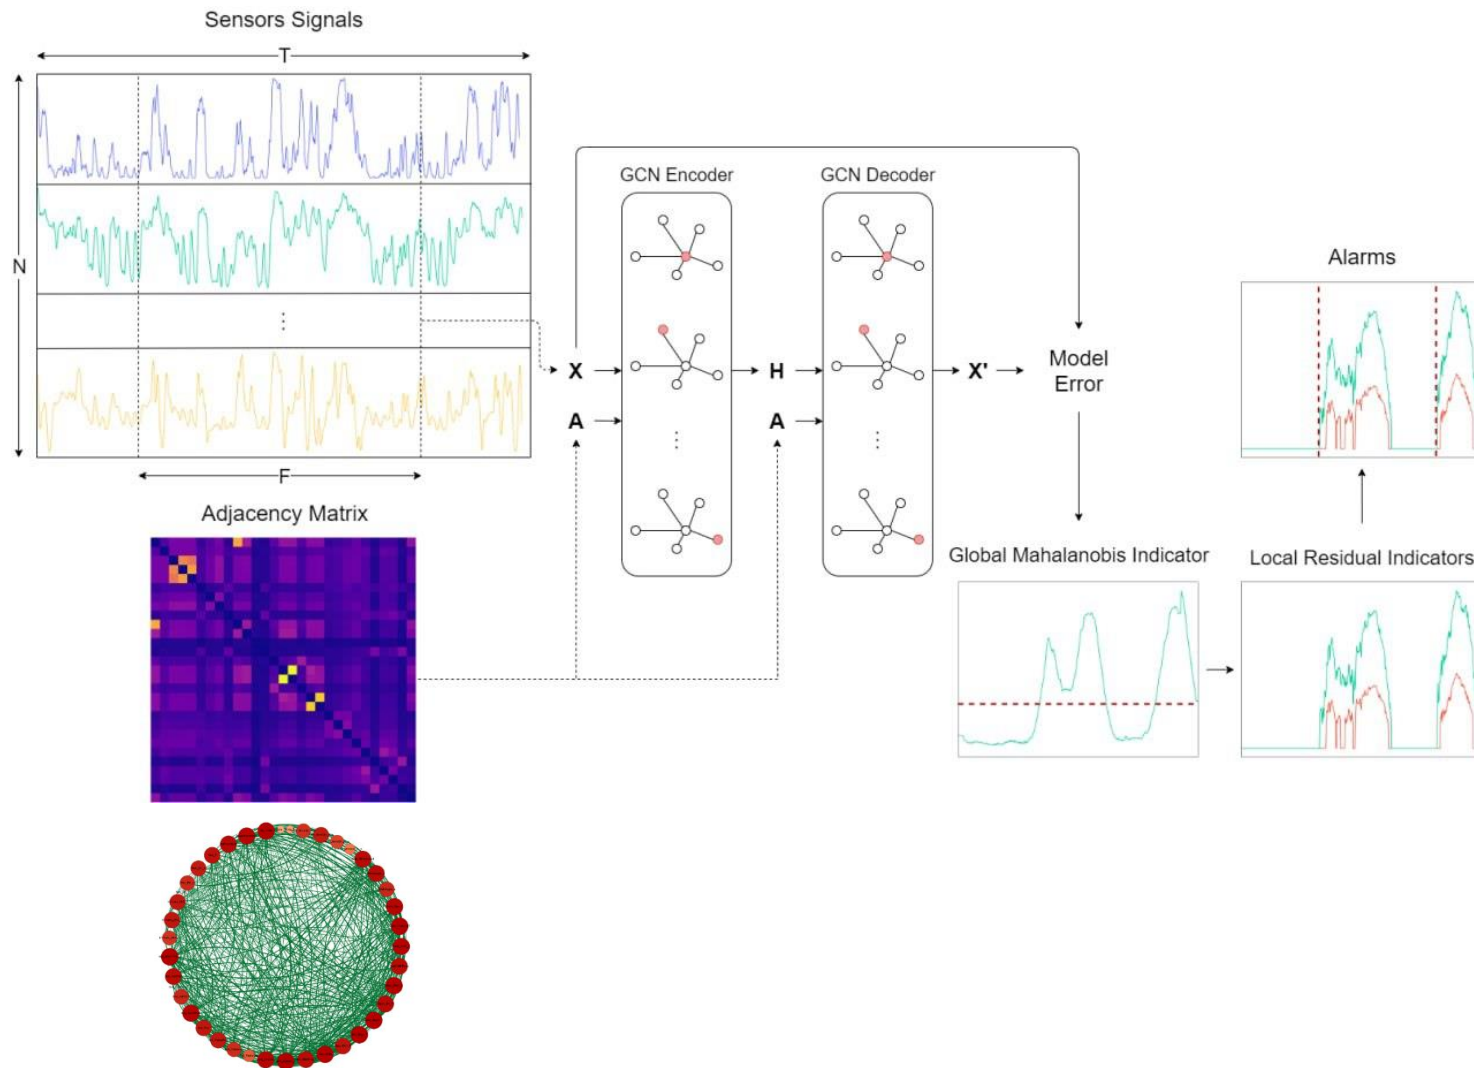 Sensors Signals
T
N
F
GCN Encoder
GCN Decoder
X
A
H
A
X'
Model
Error
Adjacency Matrix
Global Mahalanobis Indicator
Local Residual Indicators
Alarms